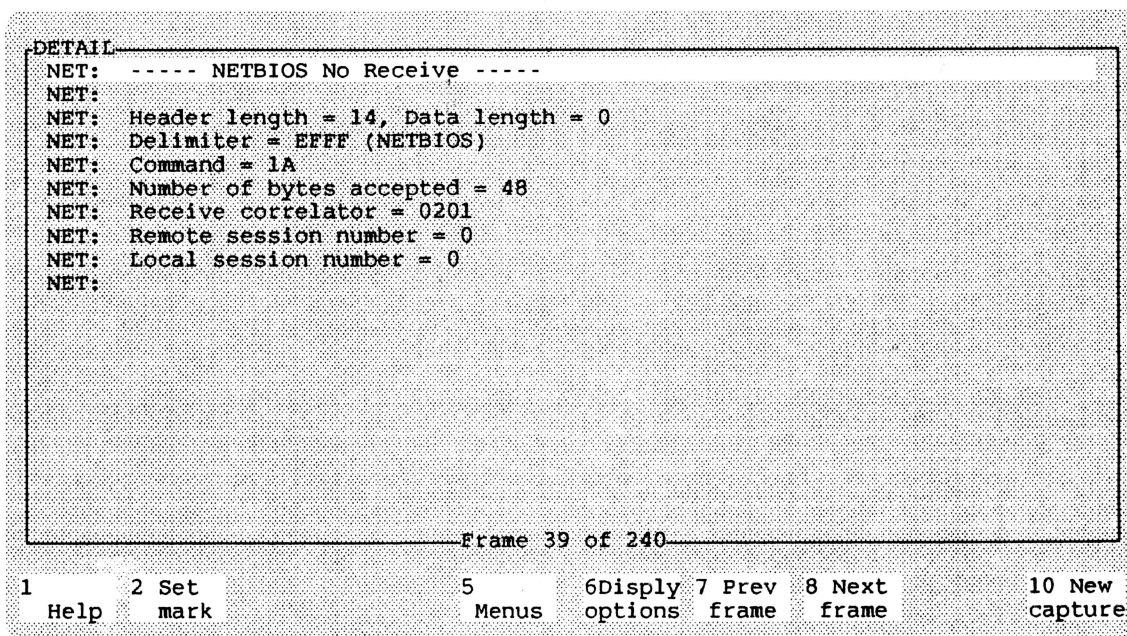 DETAIL
NET: ----- NETBIOS No Receive -----
NET:
NET: Header length = 14, Data length = 0
NET: Delimiter = EFFF (NETBIOS)
NET: Command = 1A
NET: Number of bytes accepted = 48
NET: Receive correlator = 0201
NET: Remote session number = 0
NET: Local session number = 0
NET:
Frame 39 of 240
1 2 Set 5 6Disply 7 Prev 8 Next 10 New
Help mark Menus options frame frame capture